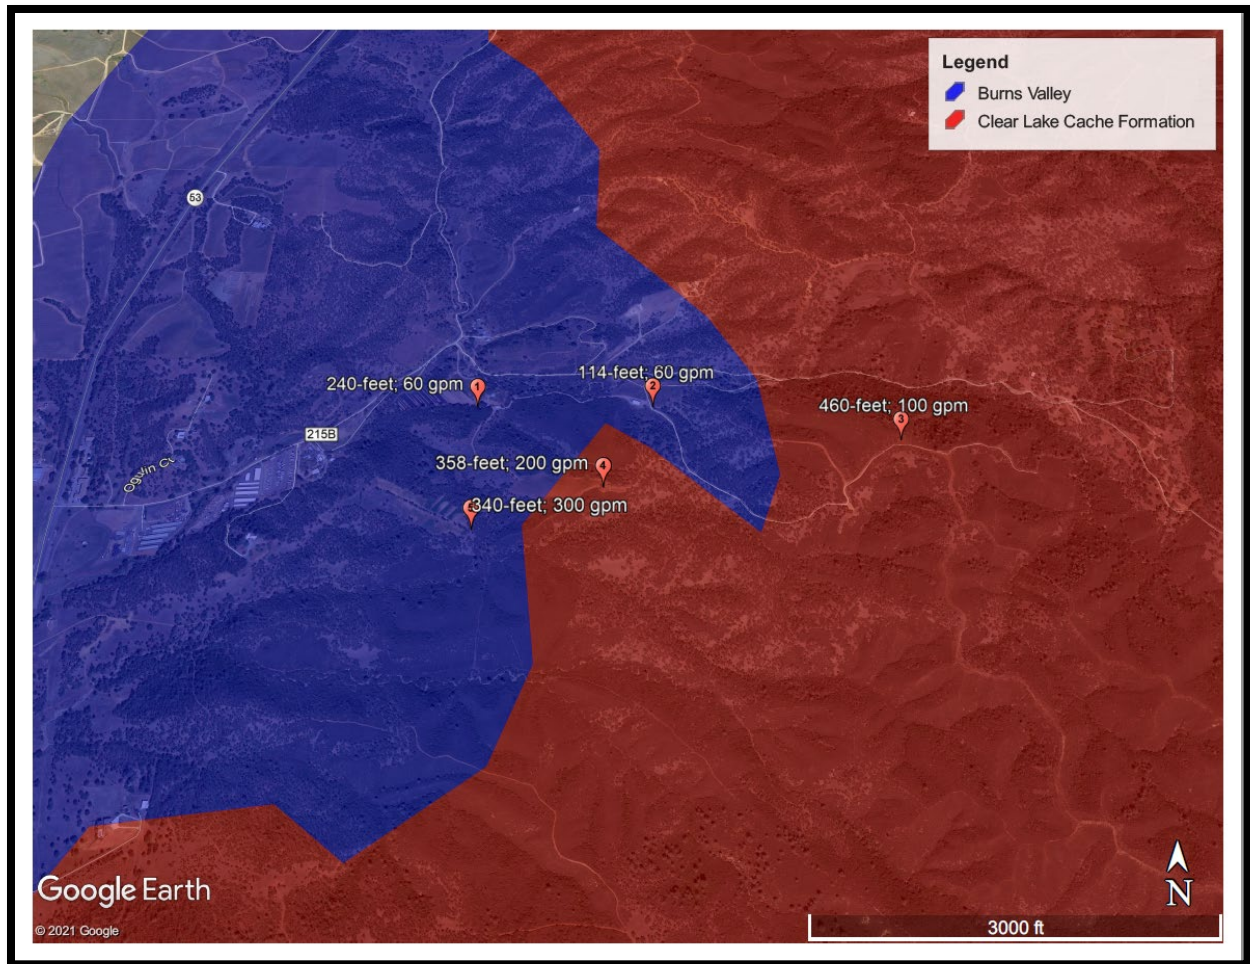 Legend
Burns Valley
Clear Lake Cache Formation
53
240-feet; 60 gpm
1
114-feet; 60 gpm
2
460-feet; 100 gpm
3
215B
Ogulin Ct
358-feet; 200 gpm
4
340-feet; 300 gpm
Google Earth
© 2021 Google
N
3000 ft